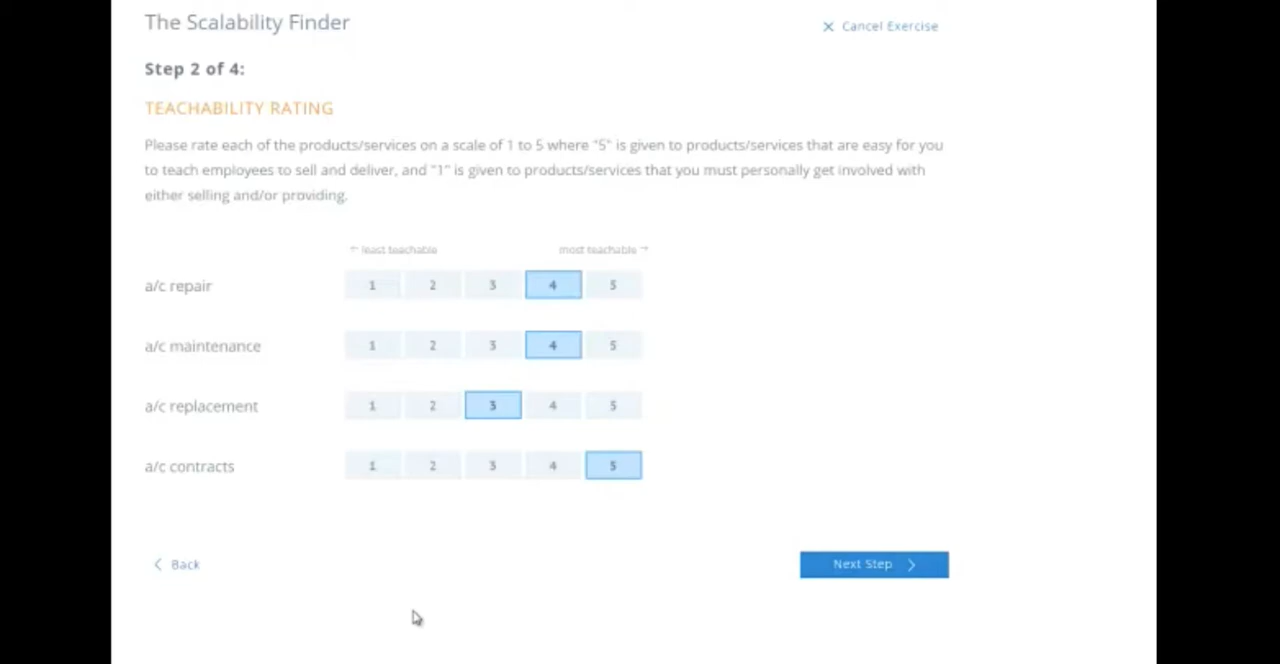 The Scalability Finder
× Cancel Exercise
Step 2 of 4:
TEACHABILITY RATING
Please rate each of the products/services on a scale of 1 to 5 where "5" is given to products/services that are easy for you
to teach employees to sell and deliver, and "1" is given to products/services that you must personally get involved with
either selling and/or providing.
← least teachable most teachable →
a/c repair 1 2 3 4 5
a/c maintenance 1 2 3 4 5
a/c replacement 1 2 3 4 5
a/c contracts 1 2 3 4 5
< Back
Next Step >